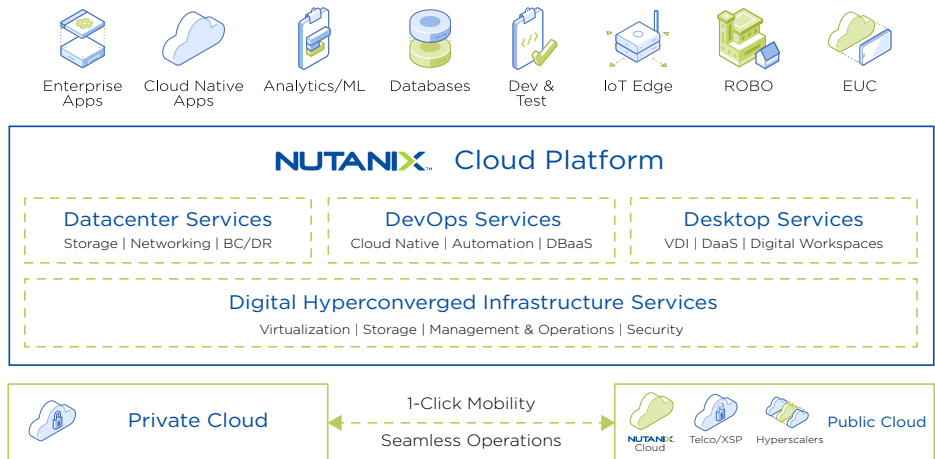 Enterprise Apps
Cloud Native Apps
Analytics/ML
Databases
Dev & Test
IoT Edge
ROBO
EUC
NUTANIX™ Cloud Platform
Datacenter Services
Storage | Networking | BC/DR
DevOps Services
Cloud Native | Automation | DBaaS
Desktop Services
VDI | DaaS | Digital Workspaces
Digital Hyperconverged Infrastructure Services
Virtualization | Storage | Management & Operations | Security
Private Cloud
1-Click Mobility
Seamless Operations
NUTANIX Cloud
Telco/XSP
Hyperscalers
Public Cloud